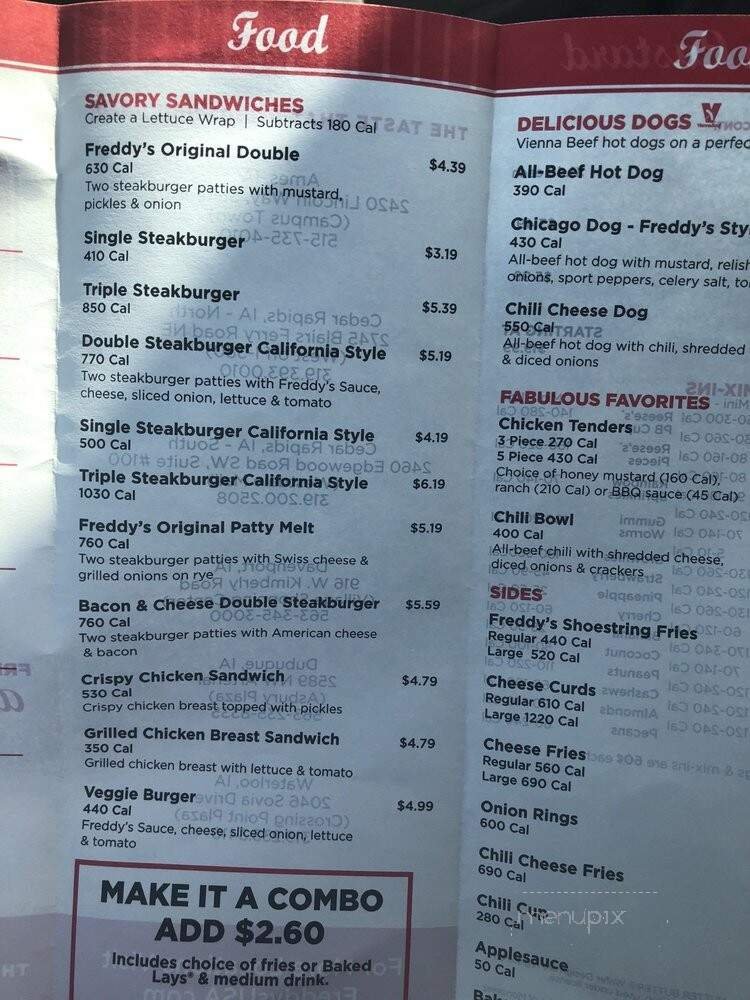 Food
SAVORY SANDWICHES
Create a Lettuce Wrap | Subtracts 180 Cal
Freddy's Original Double $4.39
630 Cal
Two steakburger patties with mustard,
pickles & onion
Single Steakburger $3.19
410 Cal
Triple Steakburger $5.39
850 Cal
Double Steakburger California Style $5.19
770 Cal
Two steakburger patties with Freddy's Sauce,
cheese, sliced onion, lettuce & tomato
Single Steakburger California Style $4.19
500 Cal
Triple Steakburger California Style $6.19
1030 Cal
Freddy's Original Patty Melt $5.19
760 Cal
Two steakburger patties with Swiss cheese &
grilled onions on rye
Bacon & Cheese Double Steakburger $5.59
760 Cal
Two steakburger patties with American cheese
& bacon
Crispy Chicken Sandwich $4.79
530 Cal
Crispy chicken breast topped with pickles
Grilled Chicken Breast Sandwich $4.79
350 Cal
Grilled chicken breast with lettuce & tomato
Veggie Burger $4.99
440 Cal
Freddy's Sauce, cheese, sliced onion, lettuce
& tomato
MAKE IT A COMBO
ADD $2.60
Includes choice of fries or Baked
Lays® & medium drink.
Foo
DELICIOUS DOGS
Vienna Beef hot dogs on a perfec
All-Beef Hot Dog
390 Cal
Chicago Dog - Freddy's Sty
430 Cal
All-beef hot dog with mustard, relish
onions, sport peppers, celery salt, to
Chili Cheese Dog
550 Cal
All-beef hot dog with chili, shredded
& diced onions
FABULOUS FAVORITES
Chicken Tenders
3 Piece 270 Cal
5 Piece 430 Cal
Choice of honey mustard (160 Cal),
ranch (210 Cal) or BBQ sauce (45 Cal)
Chili Bowl
400 Cal
All-beef chili with shredded cheese,
diced onions & crackers
SIDES
Freddy's Shoestring Fries
Regular 440 Cal
Large 520 Cal
Cheese Curds
Regular 610 Cal
Large 1220 Cal
Cheese Fries
Regular 560 Cal
Large 690 Cal
Onion Rings
600 Cal
Chili Cheese Fries
690 Cal
Chili Cup
280 Cal
menupix
Applesauce
50 Cal
Bak